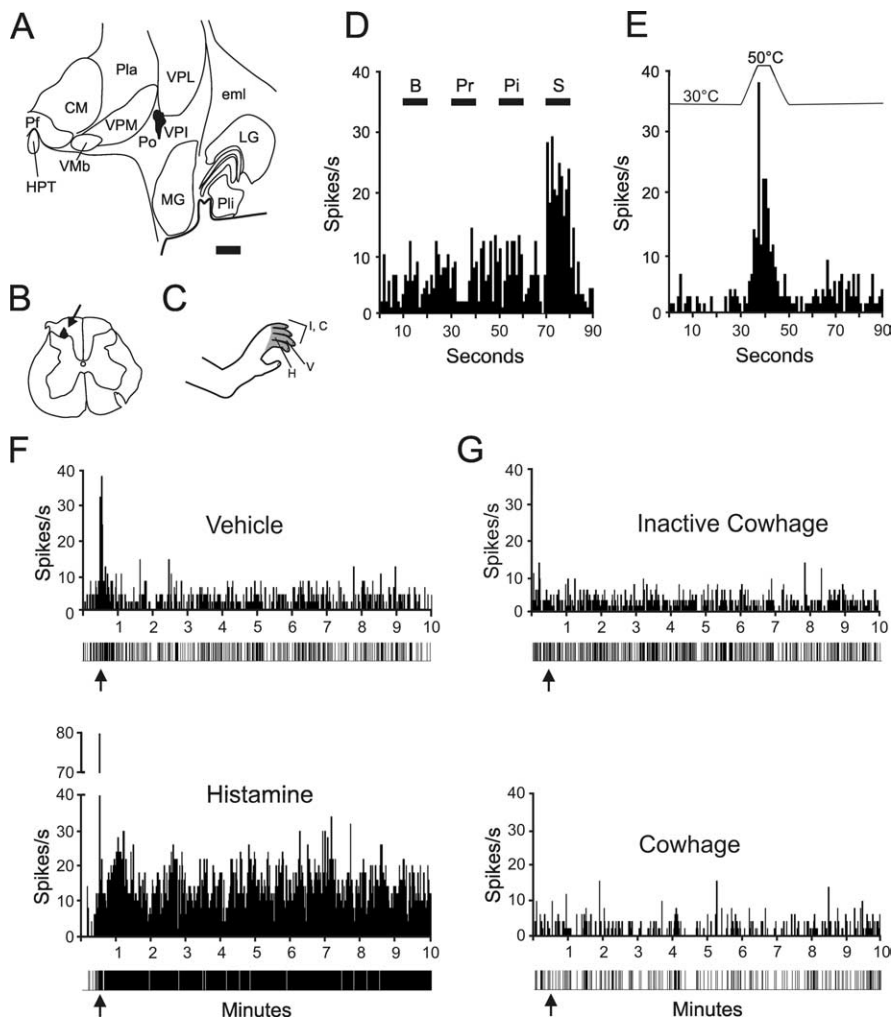 A
Pla
VPL
eml
CM
VPM
Pf
VPI
Po
LG
VMb
HPT
MG
Pli
B
C
I, C
V
H
D
B Pr Pi S
40
30
20
10
0
Spikes/s
10 30 50 70 90
Seconds
E
50°C
30°C
40
30
20
10
0
Spikes/s
10 30 50 70 90
Seconds
F
Vehicle
40
30
20
10
0
Spikes/s
1 2 3 4 5 6 7 8 9 10
80
70
Histamine
40
30
20
10
0
Spikes/s
1 2 3 4 5 6 7 8 9 10
Minutes
G
Inactive Cowhage
40
30
20
10
0
Spikes/s
1 2 3 4 5 6 7 8 9 10
Cowhage
40
30
20
10
0
Spikes/s
1 2 3 4 5 6 7 8 9 10
Minutes